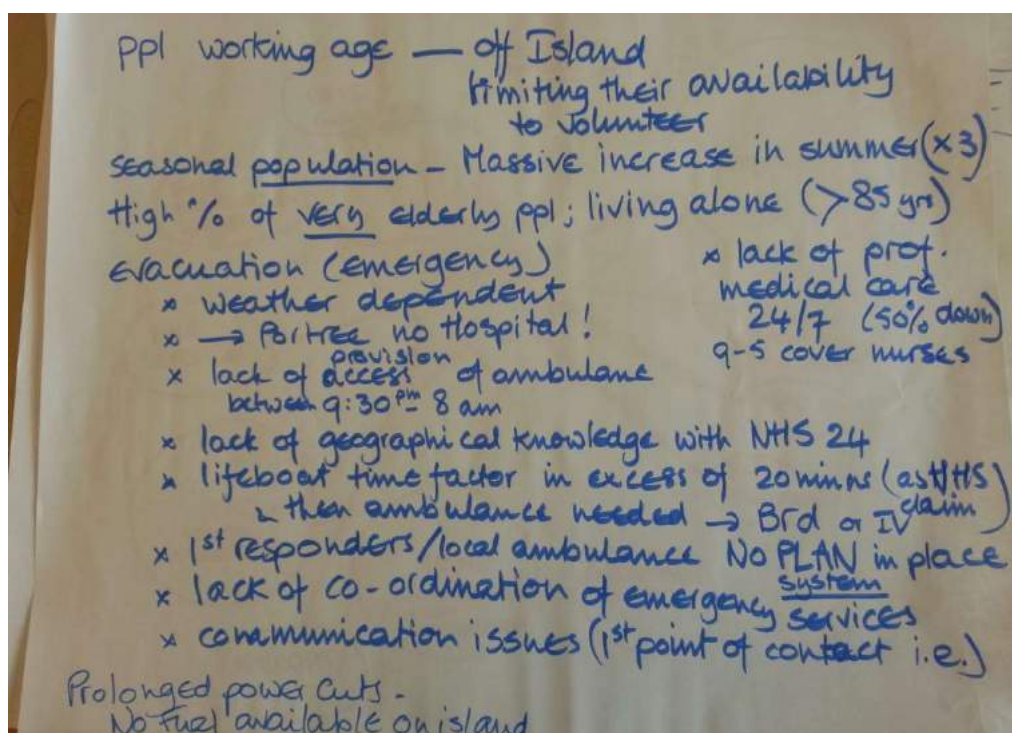 ppl working age — off Island
limiting their availability
to volunteer
seasonal population - Massive increase in summer (x3)
High % of very elderly ppl; living alone (>85 yrs)
evacuation (emergency)
x weather dependent
x → Portree no Hospital!
provision
x lack of access of ambulanc
between 9:30pm - 8 am
x lack of prof.
medical care
24/7 (50% down)
9-5 cover nurses
x lack of geographical knowledge with NHS 24
x lifeboat time factor in excess of 20 minns (as NHS
claim)
↳ then ambulance needed → Brd or IV
x 1st responders/local ambulance NO PLAN in place
x lack of co-ordination of emergency system
services
x communication issues (1st point of contact i.e.)
Prolonged power cuts -
No fuel available on island